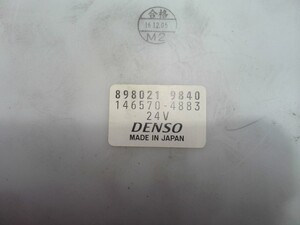 合格
M2
898021 9840
146570-4883
24V
DENSO
MADE IN JAPAN